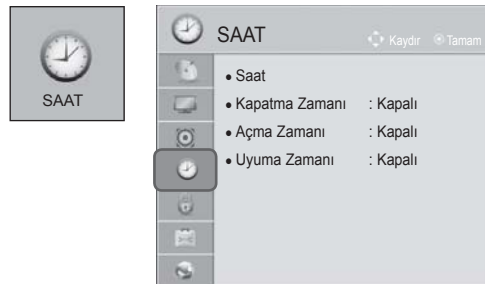 SAAT
SAAT
Kaydır Tamam
● Saat
● Kapatma Zamanı : Kapalı
● Açma Zamanı : Kapalı
● Uyuma Zamanı : Kapalı